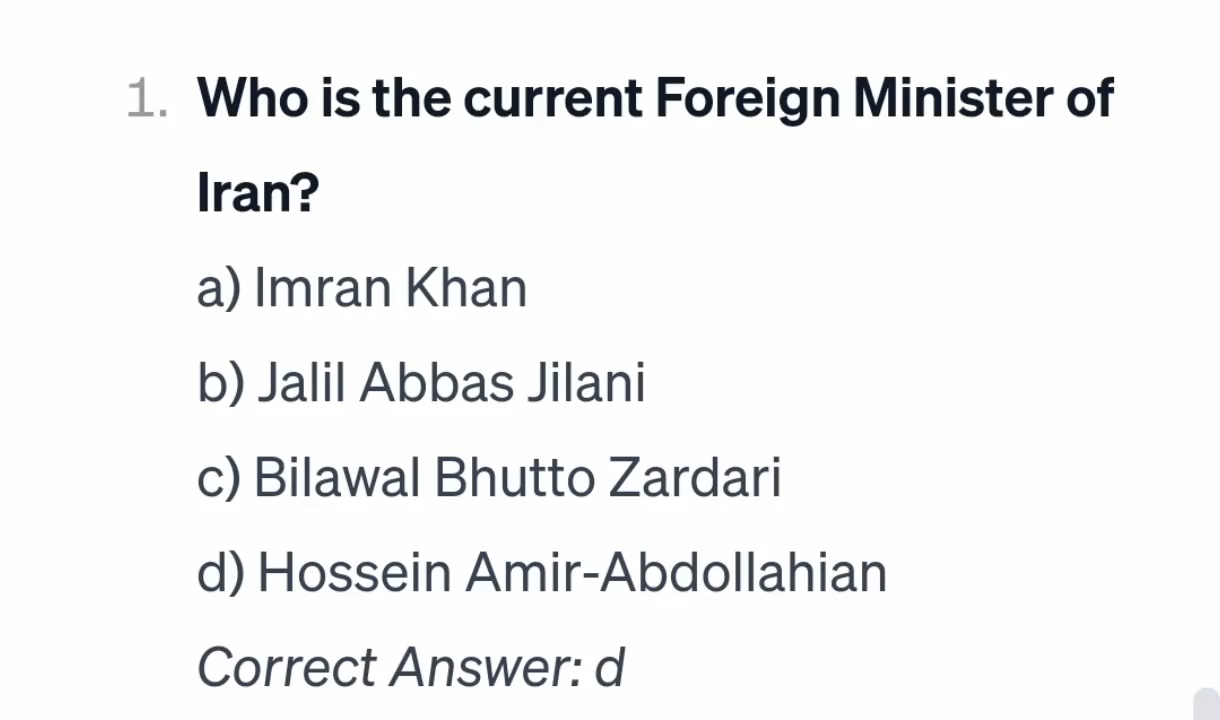 1. Who is the current Foreign Minister of
Iran?
a) Imran Khan
b) Jalil Abbas Jilani
c) Bilawal Bhutto Zardari
d) Hossein Amir-Abdollahian
Correct Answer: d